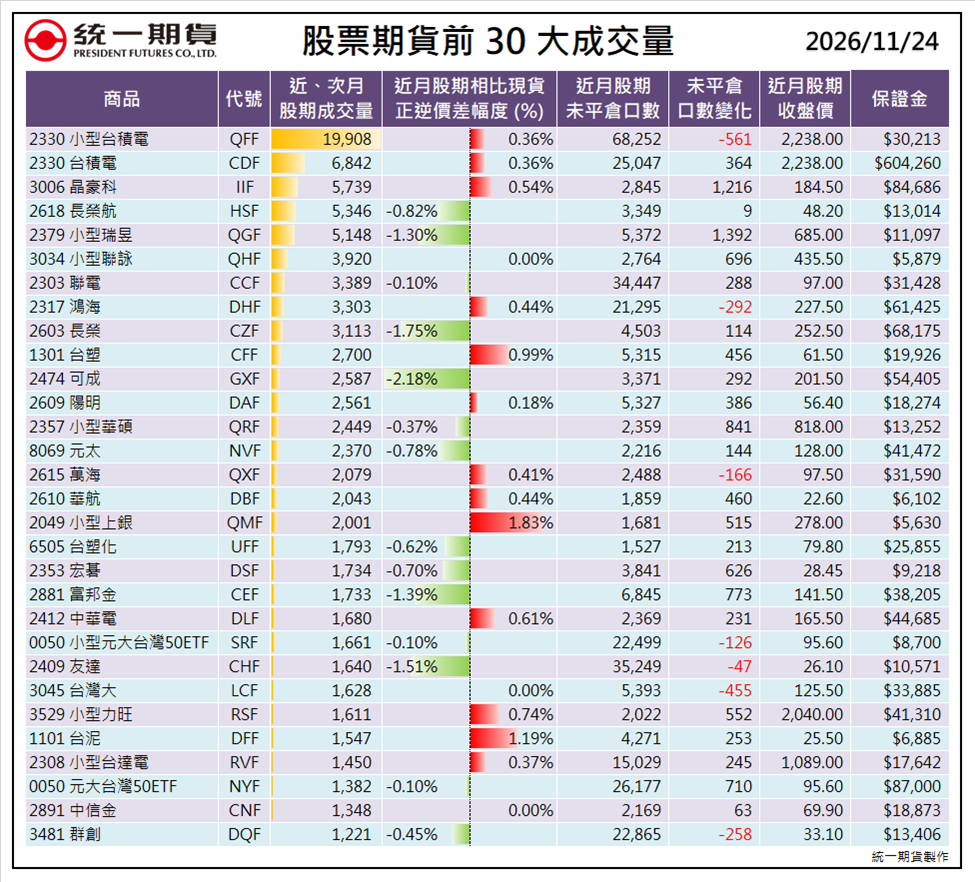 統一期貨
PRESIDENT FUTURES CO., LTD.
股票期貨前 30 大成交量
2026/11/24
商品 代號 近、次月股期成交量 近月股期相比現貨正逆價差幅度 (%) 近月股期未平倉口數 未平倉口數變化 近月股期收盤價 保證金
2330 小型台積電 QFF 19,908 0.36% 68,252 -561 2,238.00 $30,213
2330 台積電 CDF 6,842 0.36% 25,047 364 2,238.00 $604,260
3006 晶豪科 IIF 5,739 0.54% 2,845 1,216 184.50 $84,686
2618 長榮航 HSF 5,346 -0.82% 3,349 9 48.20 $13,014
2379 小型瑞昱 QGF 5,148 -1.30% 5,372 1,392 685.00 $11,097
3034 小型聯詠 QHF 3,920 0.00% 2,764 696 435.50 $5,879
2303 聯電 CCF 3,389 -0.10% 34,447 288 97.00 $31,428
2317 鴻海 DHF 3,303 0.44% 21,295 -292 227.50 $61,425
2603 長榮 CZF 3,113 -1.75% 4,503 114 252.50 $68,175
1301 台塑 CFF 2,700 0.99% 5,315 456 61.50 $19,926
2474 可成 GXF 2,587 -2.18% 3,371 292 201.50 $54,405
2609 陽明 DAF 2,561 0.18% 5,327 386 56.40 $18,274
2357 小型華碩 QRF 2,449 -0.37% 2,359 841 818.00 $13,252
8069 元太 NVF 2,370 -0.78% 2,216 144 128.00 $41,472
2615 萬海 QXF 2,079 0.41% 2,488 -166 97.50 $31,590
2610 華航 DBF 2,043 0.44% 1,859 460 22.60 $6,102
2049 小型上銀 QMF 2,001 1.83% 1,681 515 278.00 $5,630
6505 台塑化 UFF 1,793 -0.62% 1,527 213 79.80 $25,855
2353 宏碁 DSF 1,734 -0.70% 3,841 626 28.45 $9,218
2881 富邦金 CEF 1,733 -1.39% 6,845 773 141.50 $38,205
2412 中華電 DLF 1,680 0.61% 2,369 231 165.50 $44,685
0050 小型元大台灣50ETF SRF 1,661 -0.10% 22,499 -126 95.60 $8,700
2409 友達 CHF 1,640 -1.51% 35,249 -47 26.10 $10,571
3045 台灣大 LCF 1,628 0.00% 5,393 -455 125.50 $33,885
3529 小型力旺 RSF 1,611 0.74% 2,022 552 2,040.00 $41,310
1101 台泥 DFF 1,547 1.19% 4,271 253 25.50 $6,885
2308 小型台達電 RVF 1,450 0.37% 15,029 245 1,089.00 $17,642
0050 元大台灣50ETF NYF 1,382 -0.10% 26,177 710 95.60 $87,000
2891 中信金 CNF 1,348 0.00% 2,169 63 69.90 $18,873
3481 群創 DQF 1,221 -0.45% 22,865 -258 33.10 $13,406
統一期貨製作